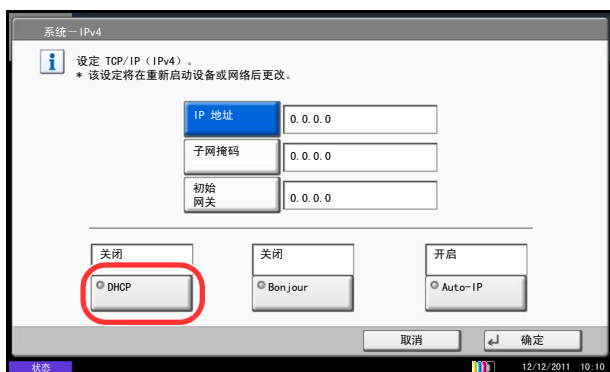 系统－IPv4
设定 TCP/IP（IPv4）。
* 该设定将在重新启动设备或网络后更改。
IP 地址
0.0.0.0
子网掩码
0.0.0.0
初始
网关
0.0.0.0
关闭
关闭
开启
DHCP
Bonjour
Auto-IP
取消
确定
状态
12/12/2011 10:10